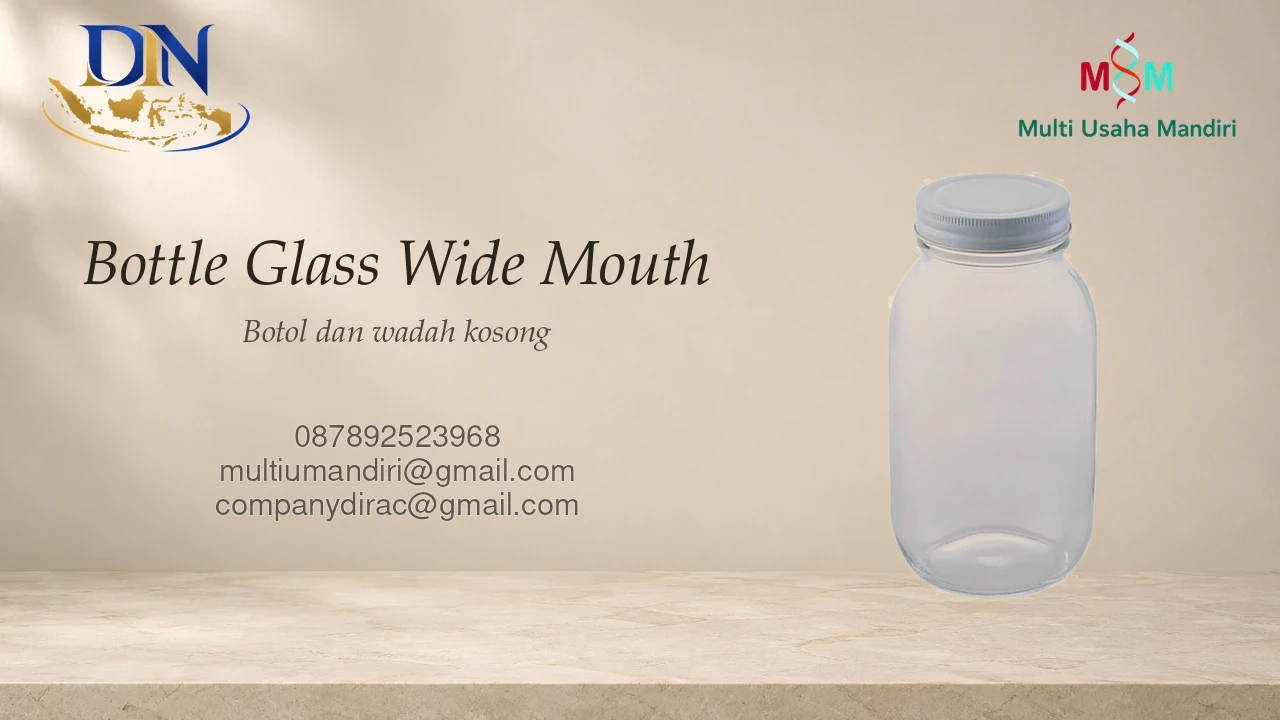 DIN
MSM
Multi Usaha Mandiri
Bottle Glass Wide Mouth
Botol dan wadah kosong
087892523968
multiumandiri@gmail.com
companydirac@gmail.com